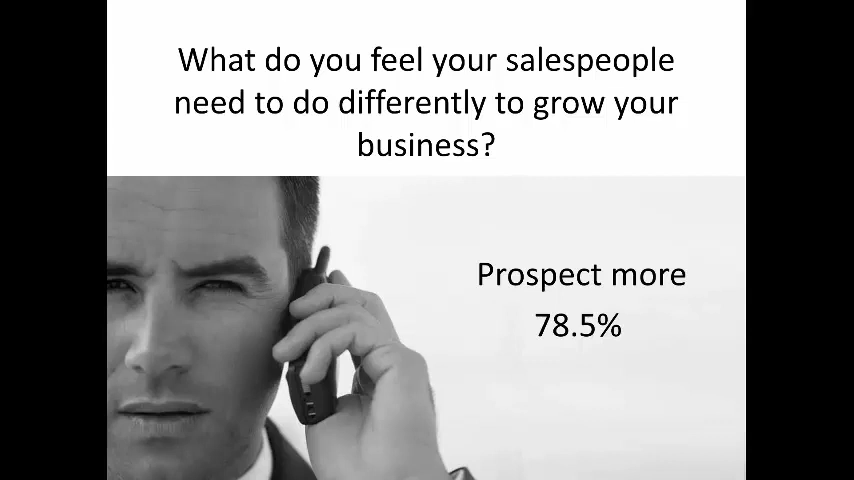 What do you feel your salespeople
need to do differently to grow your
business?
Prospect more
78.5%